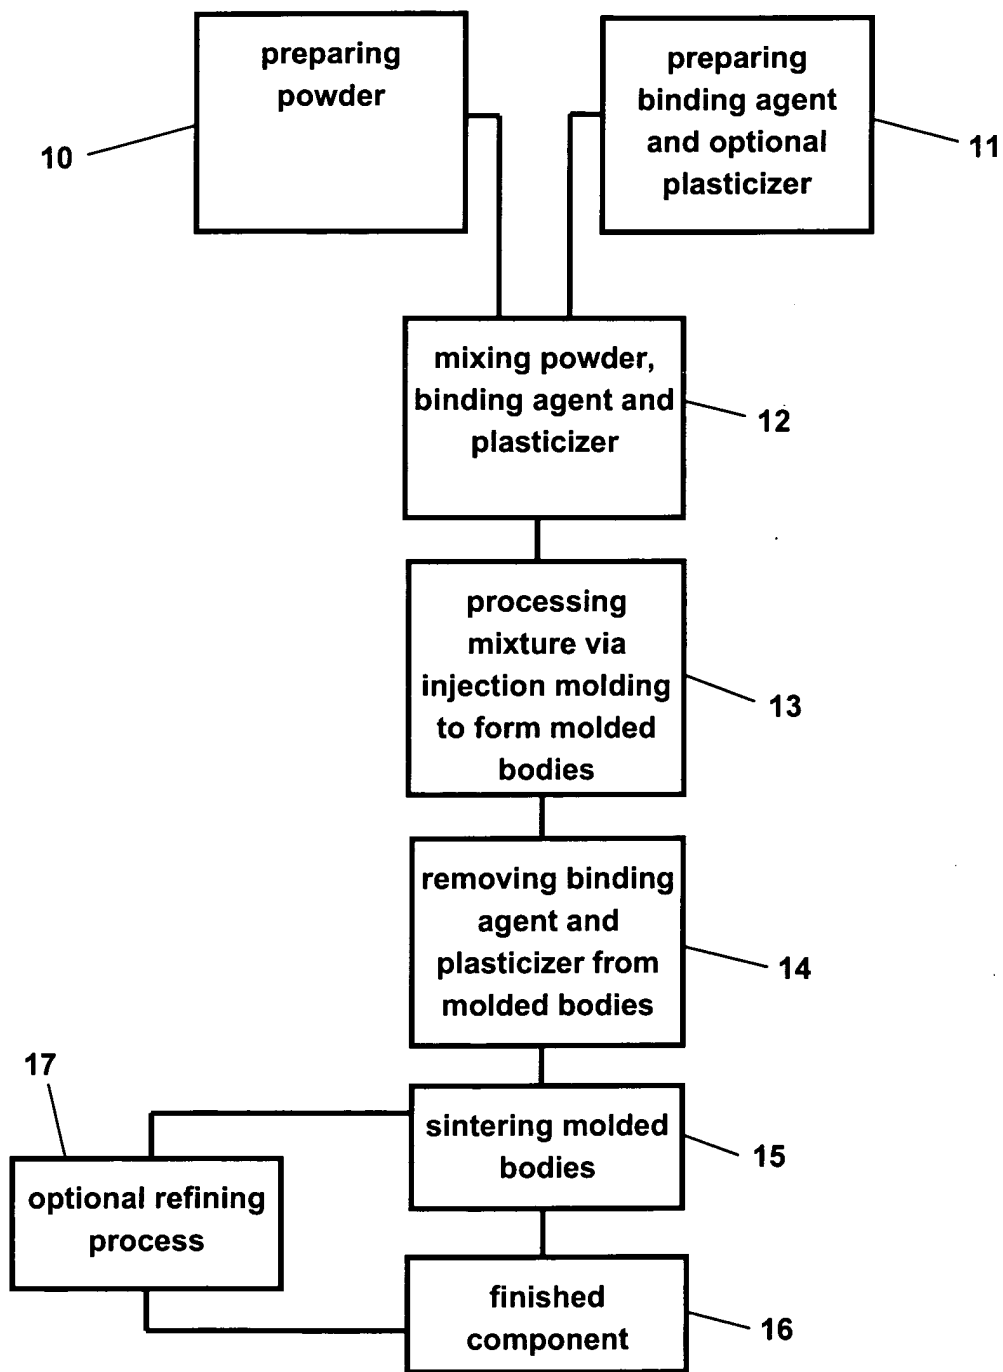 preparing
powder
10
preparing
binding agent
and optional
plasticizer
11
mixing powder,
binding agent and
plasticizer
12
processing
mixture via
injection molding
to form molded
bodies
13
removing binding
agent and
plasticizer from
molded bodies
14
17
sintering molded
bodies
15
optional refining
process
finished
component
16